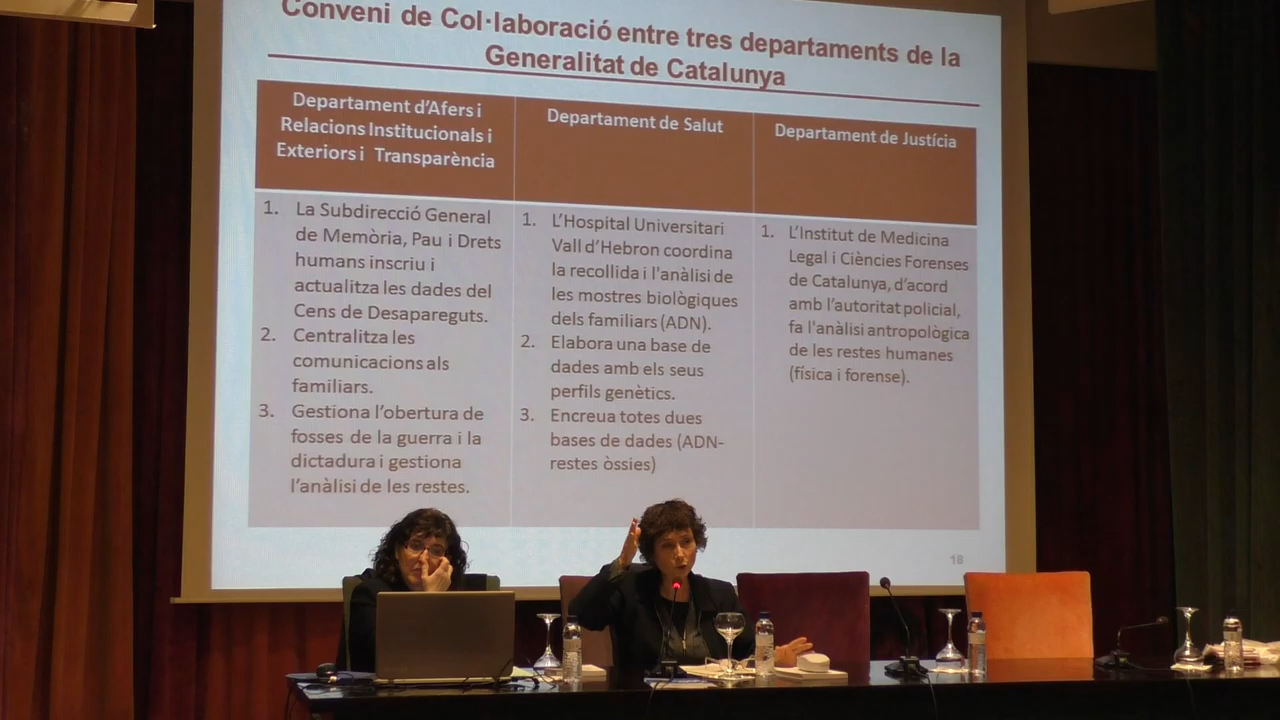 Conveni de Col·laboració entre tres departaments de la
Generalitat de Catalunya
Departament d'Afers i
Relacions Institucionals i
Exteriors i Transparència
Departament de Salut
Departament de Justícia
1. La Subdirecció General
de Memòria, Pau i Drets
humans inscriu i
actualitza les dades del
Cens de Desapareguts.
2. Centralitza les
comunicacions als
familiars.
3. Gestiona l'obertura de
fosses de la guerra i la
dictadura i gestiona
l'anàlisi de les restes.
1. L'Hospital Universitari
Vall d'Hebron coordina
la recollida i l'anàlisi de
les mostres biològiques
dels familiars (ADN).
2. Elabora una base de
dades amb els seus
perfils genètics.
3. Encreua totes dues
bases de dades (ADN-
restes òssies)
1. L'Institut de Medicina
Legal i Ciències Forenses
de Catalunya, d'acord
amb l'autoritat policial,
fa l'anàlisi antropològica
de les restes humanes
(física i forense).
18